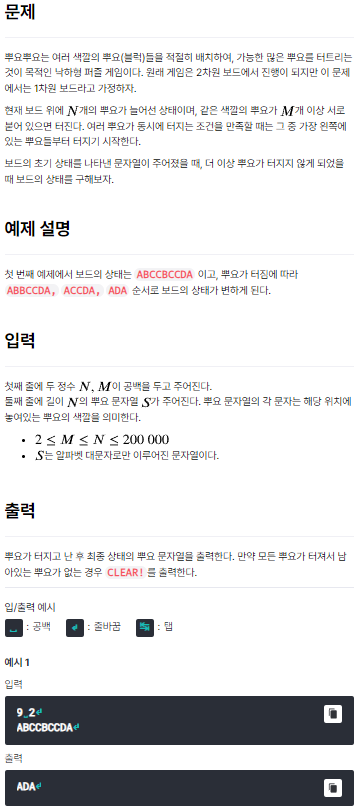 문제
뿌요뿌요는 여러 색깔의 뿌요(블럭)들을 적절히 배치하여, 가능한 많은 뿌요를 터트리는
것이 목적인 낙하형 퍼즐 게임이다. 원래 게임은 2차원 보드에서 진행이 되지만 이 문제
에서는 1차원 보드라고 가정하자.
현재 보드 위에 N개의 뿌요가 늘어선 상태이며, 같은 색깔의 뿌요가 M개 이상 서로
붙어 있으면 터진다. 여러 뿌요가 동시에 터지는 조건을 만족할 때는 그 중 가장 왼쪽에
있는 뿌요들부터 터지기 시작한다.
보드의 초기 상태를 나타낸 문자열이 주어졌을 때, 더 이상 뿌요가 터지지 않게 되었을
때 보드의 상태를 구해보자.
예제 설명
첫 번째 예제에서 보드의 상태는 ABCCBCCDA 이고, 뿌요가 터짐에 따라
ABBCCDA, ACCDA, ADA 순서로 보드의 상태가 변하게 된다.
입력
첫째 줄에 두 정수 N, M이 공백을 두고 주어진다.
둘째 줄에 길이 N의 뿌요 문자열 S가 주어진다. 뿌요 문자열의 각 문자는 해당 위치에
놓여있는 뿌요의 색깔을 의미한다.
• 2 ≤ M ≤ N ≤ 200 000
• S는 알파벳 대문자로만 이루어진 문자열이다.
출력
뿌요가 터지고 난 후 최종 상태의 뿌요 문자열을 출력한다. 만약 모든 뿌요가 터져서 남
아있는 뿌요가 없는 경우 CLEAR! 를 출력한다.
입/출력 예시
␣ : 공백 ↵ : 줄바꿈 ↹ : 탭
예시 1
입력
9␣2↵
ABCCBCCDA↵
출력
ADA↵